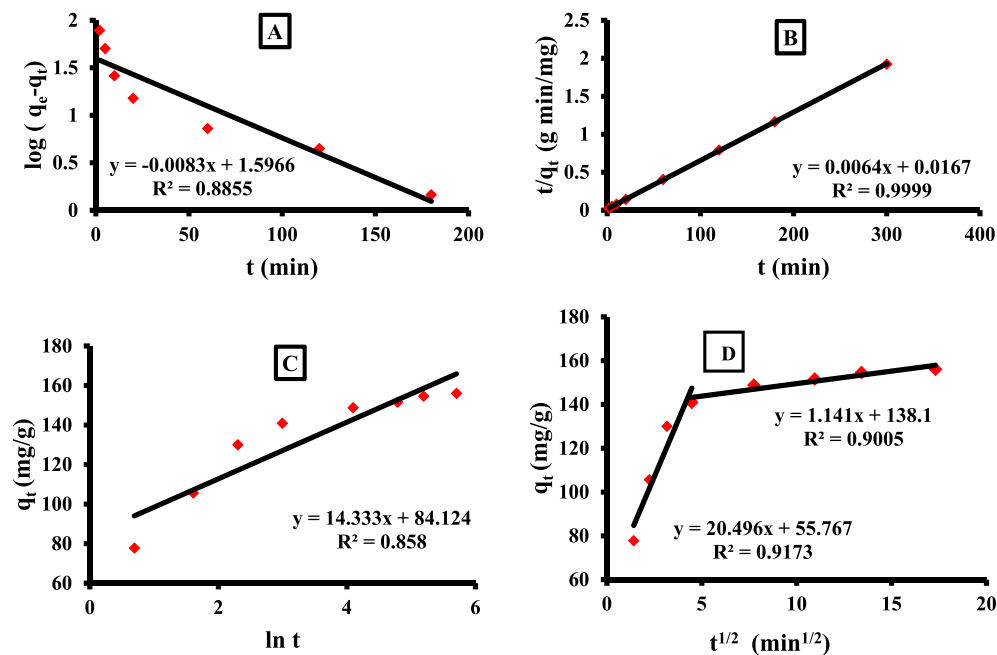 A
log ( qe-qt)
2
1.5
1
0.5
0
y = -0.0083x + 1.5966
R² = 0.8855
0 50 100 150 200
t (min)
B
t/qt (g min/mg)
2.5
2
1.5
1
0.5
0
y = 0.0064x + 0.0167
R² = 0.9999
0 100 200 300 400
t (min)
C
qt (mg/g)
180
160
140
120
100
80
60
y = 14.333x + 84.124
R² = 0.858
0 2 4 6
ln t
D
qt (mg/g)
180
160
140
120
100
80
60
y = 1.141x + 138.1
R² = 0.9005
y = 20.496x + 55.767
R² = 0.9173
0 5 10 15 20
t1/2 (min1/2)